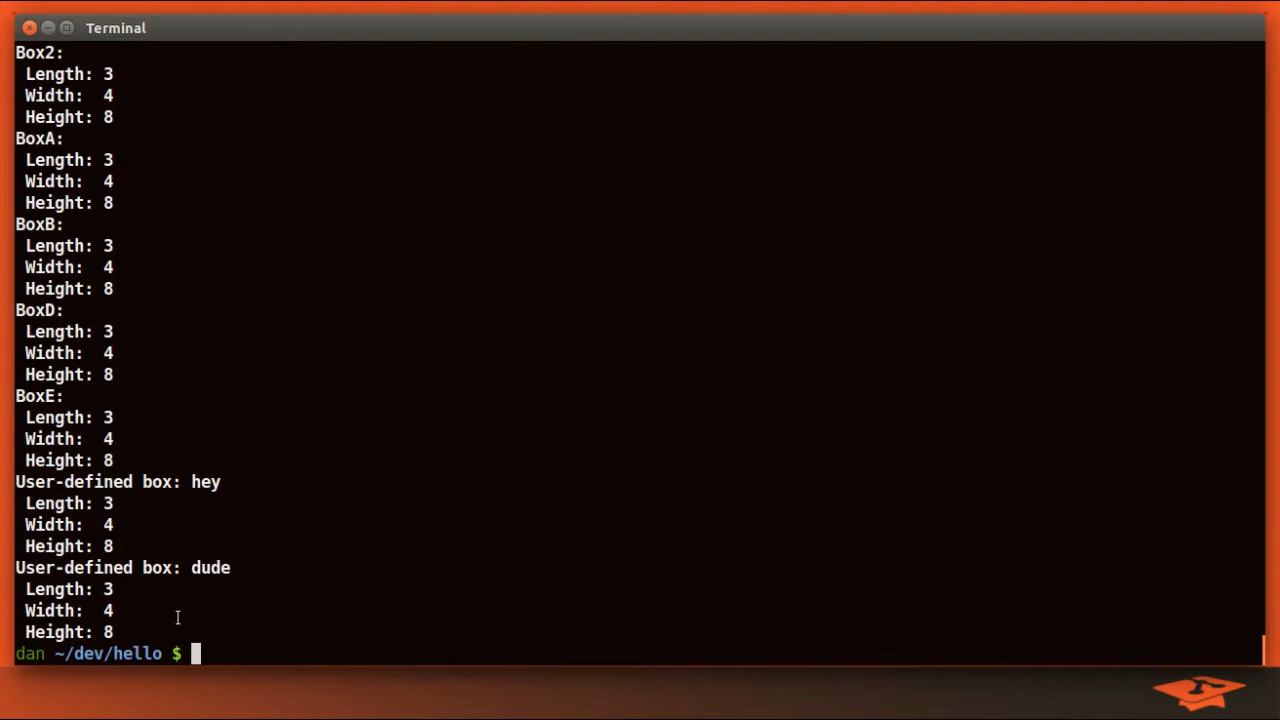 Terminal
Box2:
Length: 3
Width: 4
Height: 8
BoxA:
Length: 3
Width: 4
Height: 8
BoxB:
Length: 3
Width: 4
Height: 8
BoxD:
Length: 3
Width: 4
Height: 8
BoxE:
Length: 3
Width: 4
Height: 8
User-defined box: hey
Length: 3
Width: 4
Height: 8
User-defined box: dude
Length: 3
Width: 4
Height: 8
dan ~/dev/hello $